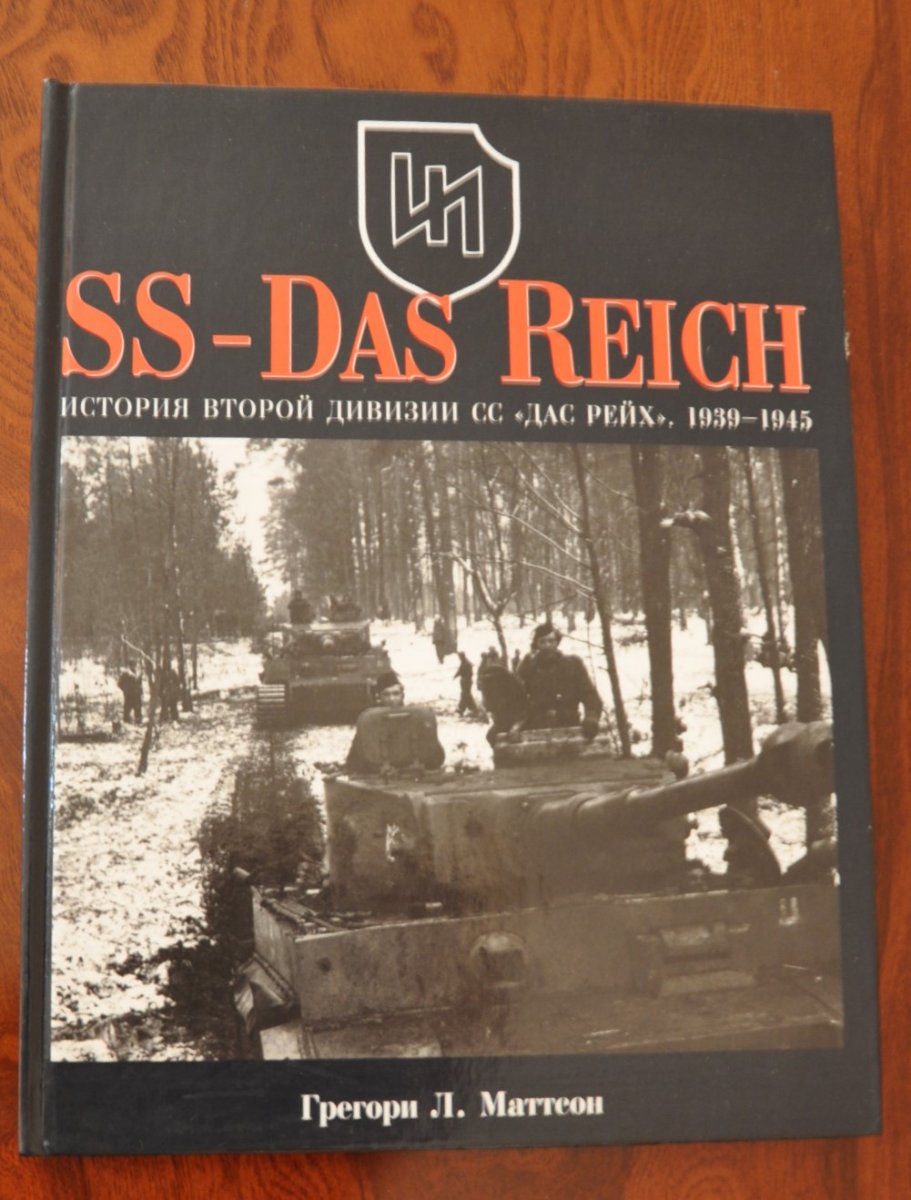 SS – DAS REICH
ИСТОРИЯ ВТОРОЙ ДИВИЗИИ СС «ДАС РЕЙХ». 1939–1945
Грегори Л. Маттсон